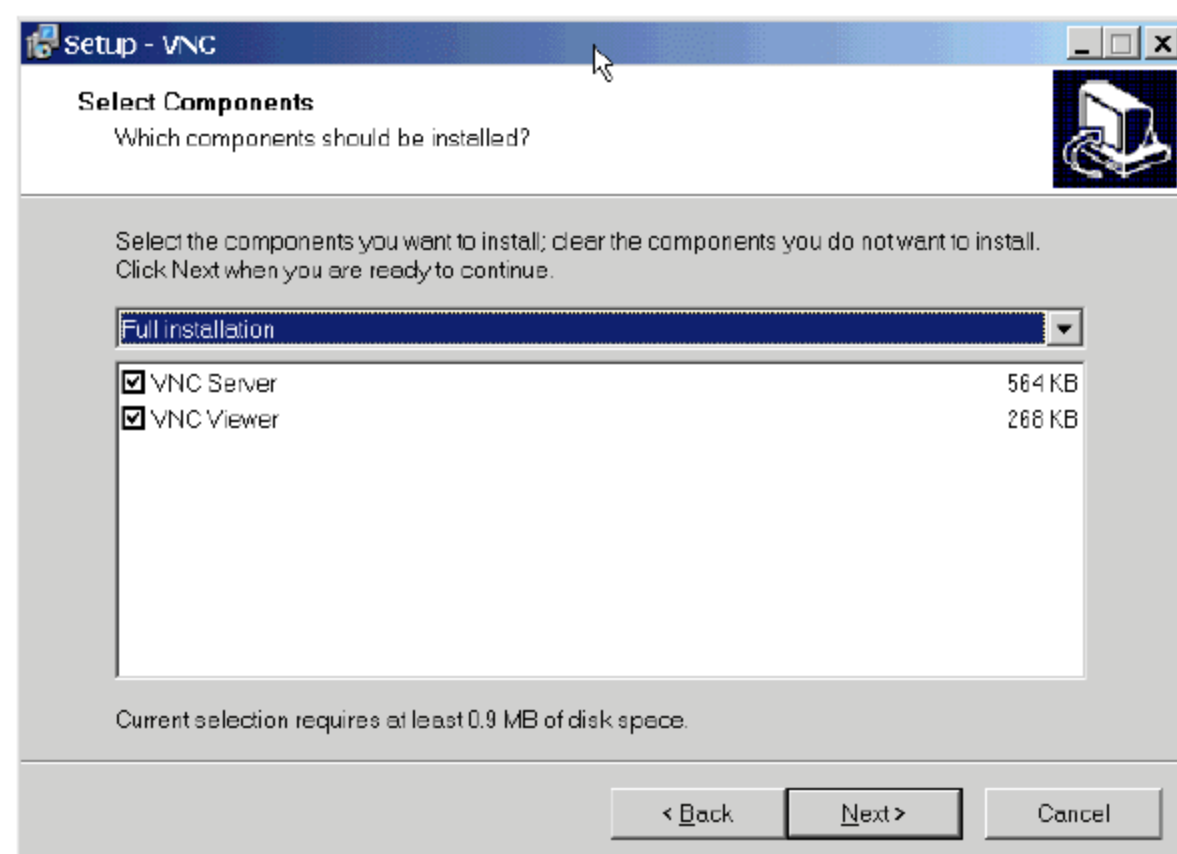 Setup - VNC
Select Components
Which components should be installed?
Select the components you want to install; clear the components you do not want to install.
Click Next when you are ready to continue.
Full installation
VNC Server 564 KB
VNC Viewer 268 KB
Current selection requires at least 0.9 MB of disk space.
< Back Next > Cancel